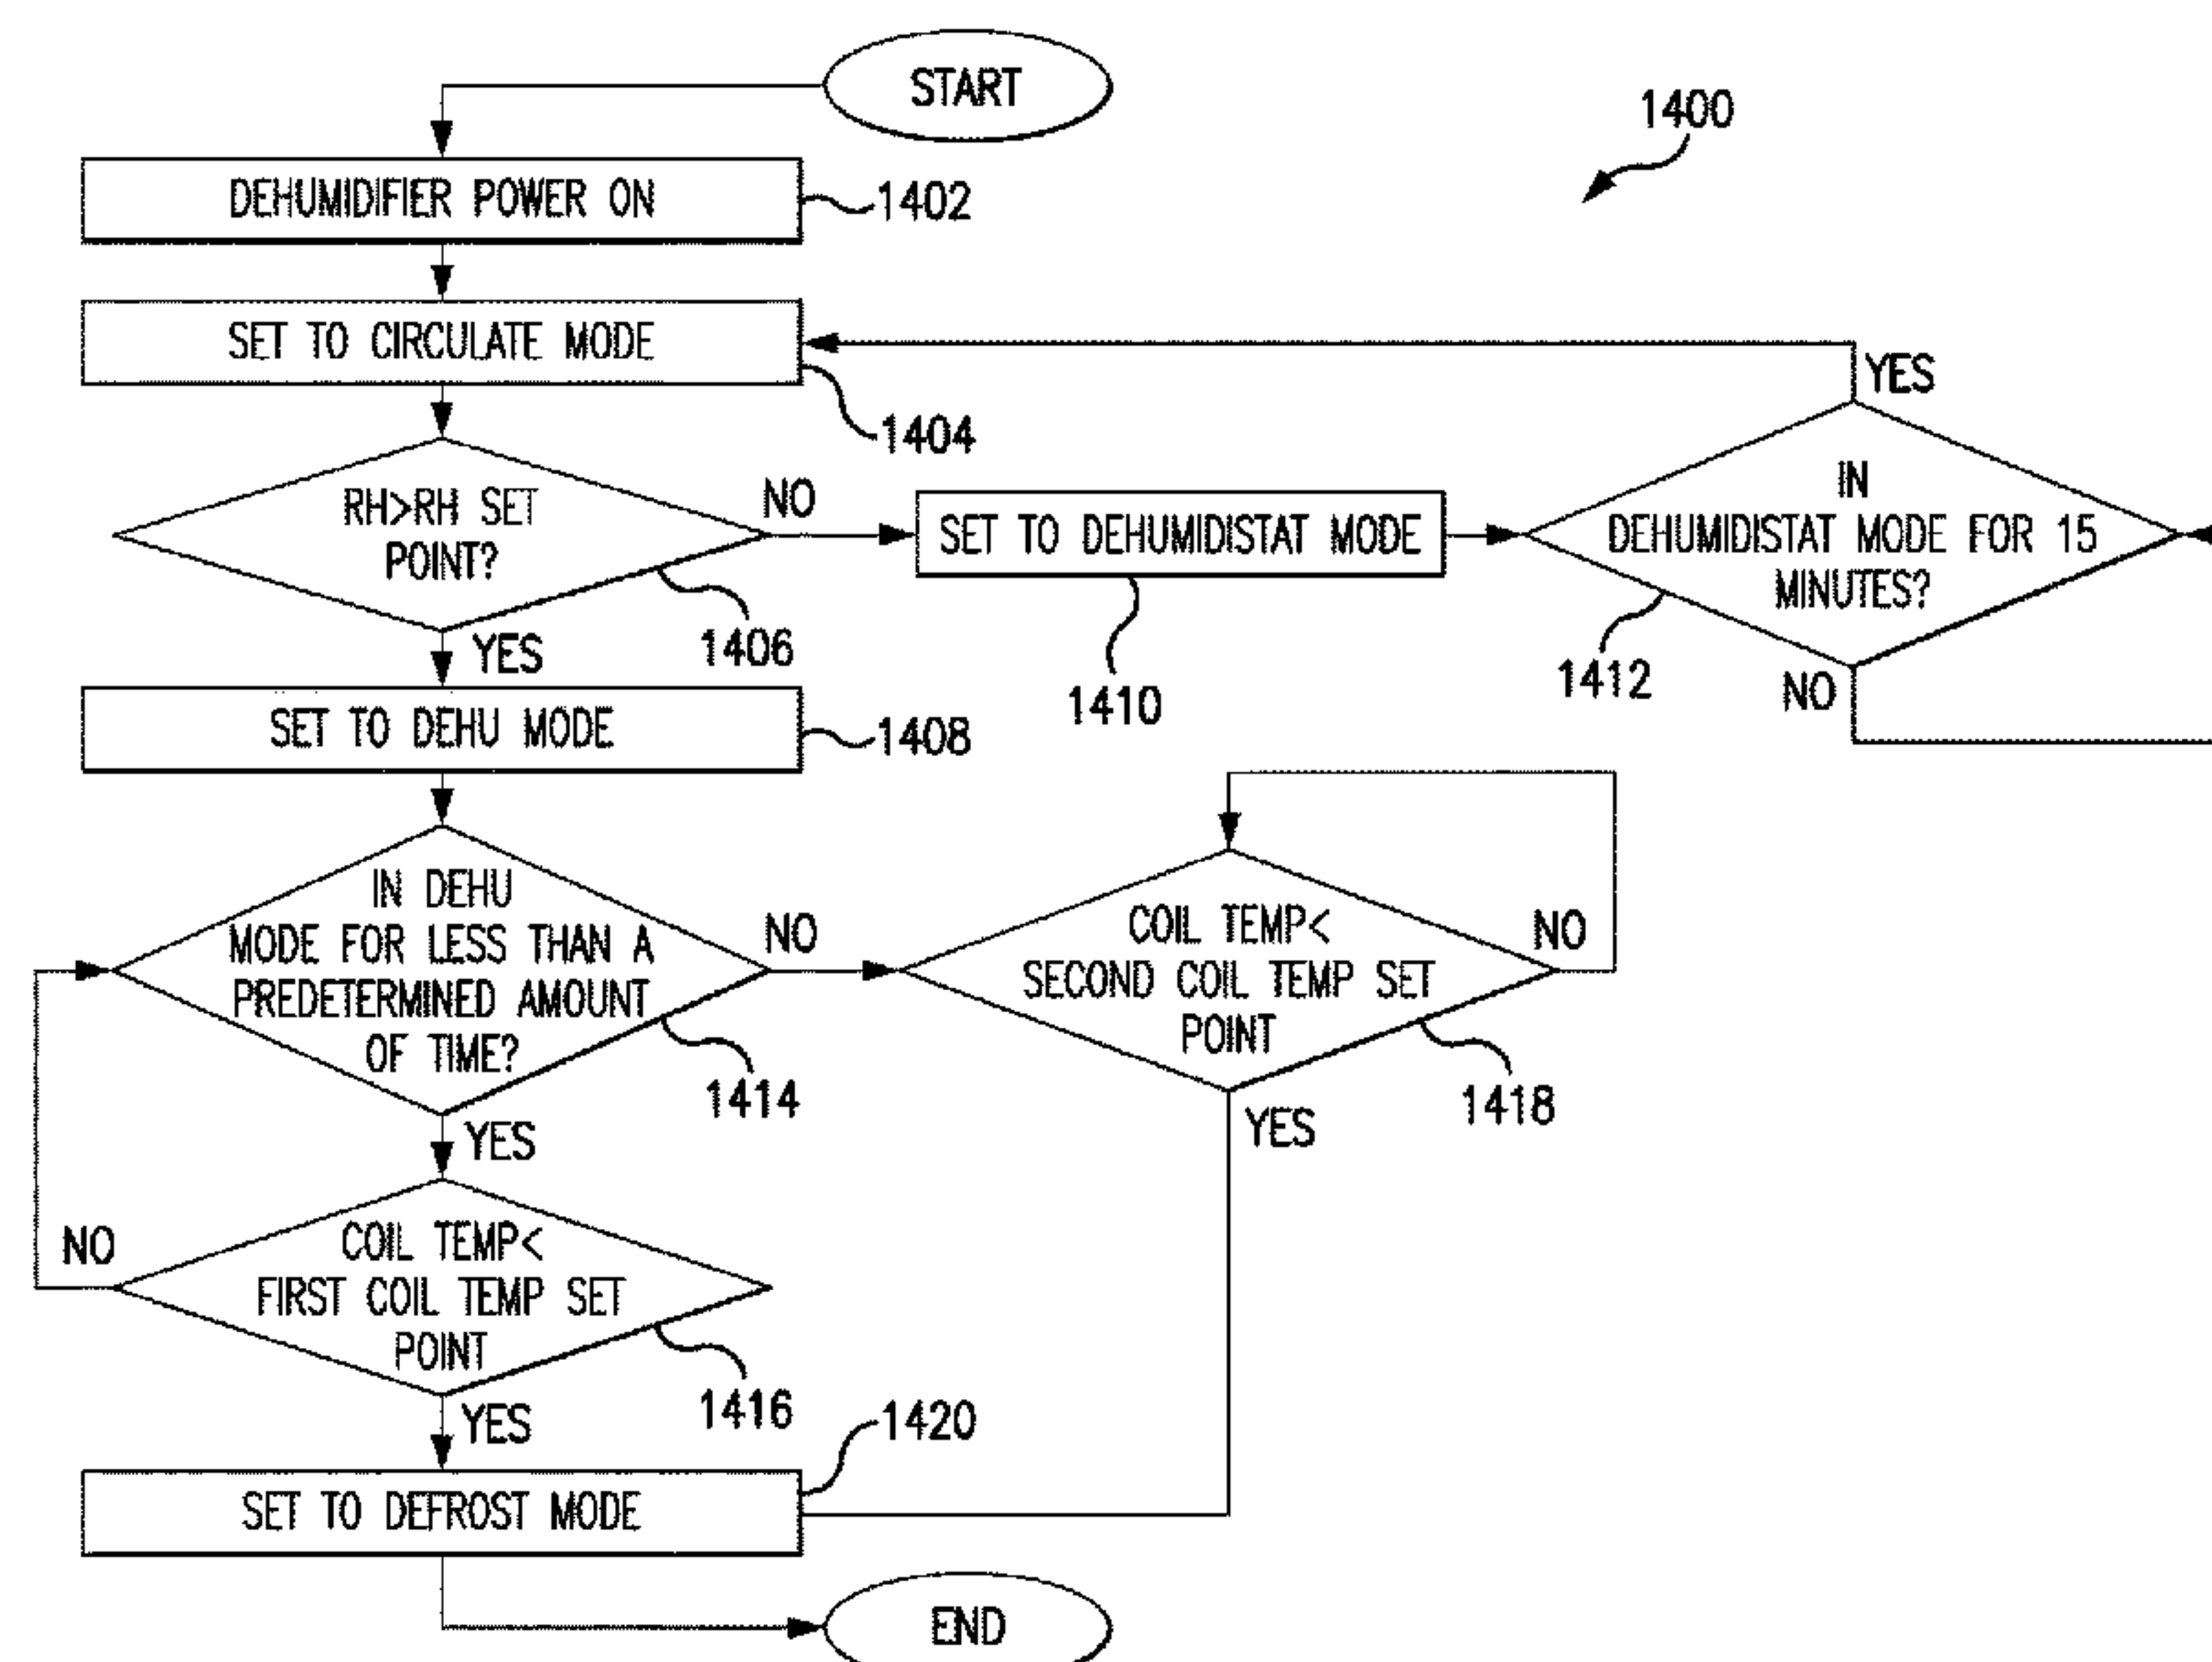 START
1400
DEHUMIDIFIER POWER ON
1402
SET TO CIRCULATE MODE
1404
YES
RH>RH SET
POINT?
1406
NO
SET TO DEHUMIDISTAT MODE
1410
IN
DEHUMIDISTAT MODE FOR 15
MINUTES?
1412
NO
YES
SET TO DEHU MODE
1408
IN DEHU
MODE FOR LESS THAN A
PREDETERMINED AMOUNT
OF TIME?
1414
NO
COIL TEMP<
SECOND COIL TEMP SET
POINT
NO
1418
YES
YES
NO
COIL TEMP<
FIRST COIL TEMP SET
POINT
1416
YES
1420
SET TO DEFROST MODE
END